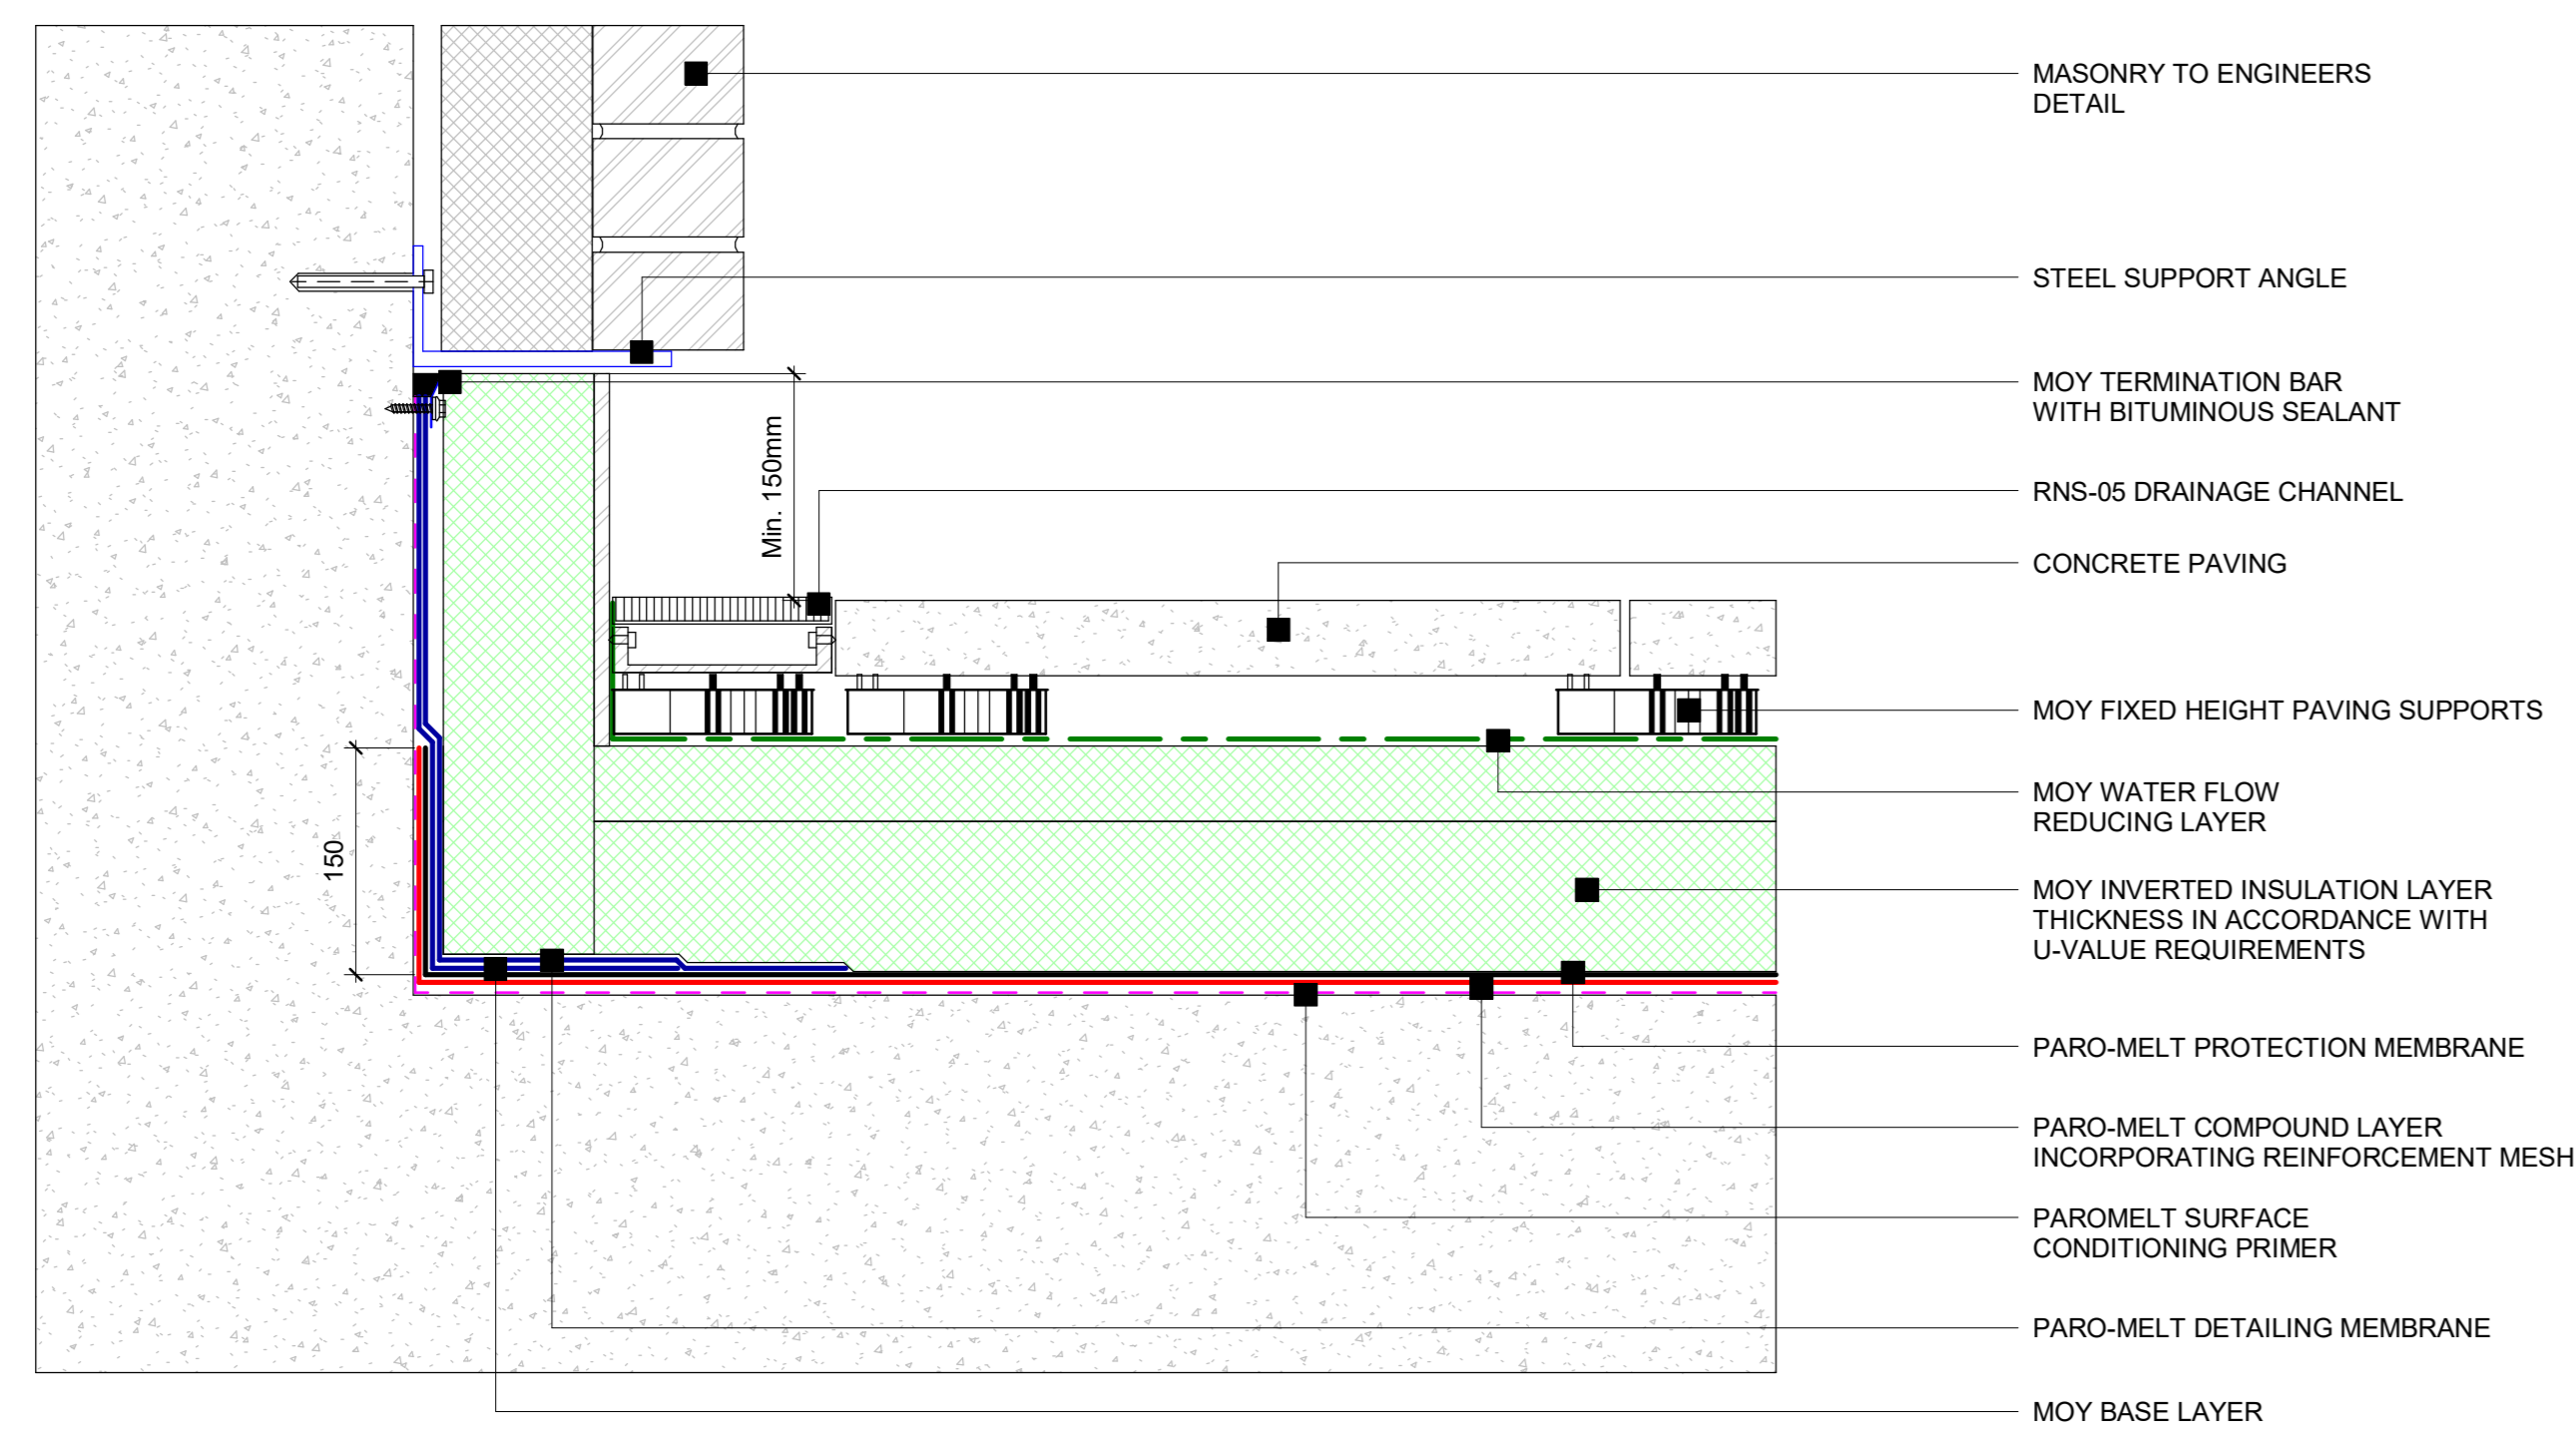 MASONRY TO ENGINEERS
DETAIL
STEEL SUPPORT ANGLE
MOY TERMINATION BAR
WITH BITUMINOUS SEALANT
Min. 150mm
RNS-05 DRAINAGE CHANNEL
CONCRETE PAVING
MOY FIXED HEIGHT PAVING SUPPORTS
MOY WATER FLOW
REDUCING LAYER
150
MOY INVERTED INSULATION LAYER
THICKNESS IN ACCORDANCE WITH
U-VALUE REQUIREMENTS
PARO-MELT PROTECTION MEMBRANE
PARO-MELT COMPOUND LAYER
INCORPORATING REINFORCEMENT MESH
PAROMELT SURFACE
CONDITIONING PRIMER
PARO-MELT DETAILING MEMBRANE
MOY BASE LAYER